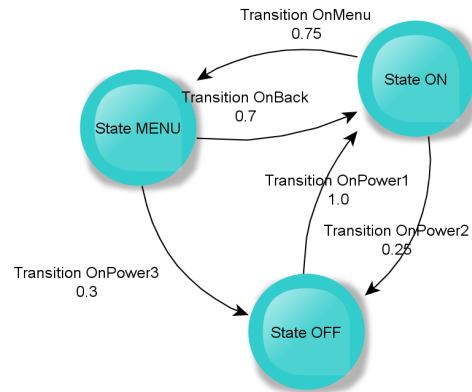 Transition OnMenu
0.75
State ON
Transition OnBack
0.7
State MENU
Transition OnPower1
1.0
Transition OnPower2
0.25
Transition OnPower3
0.3
State OFF